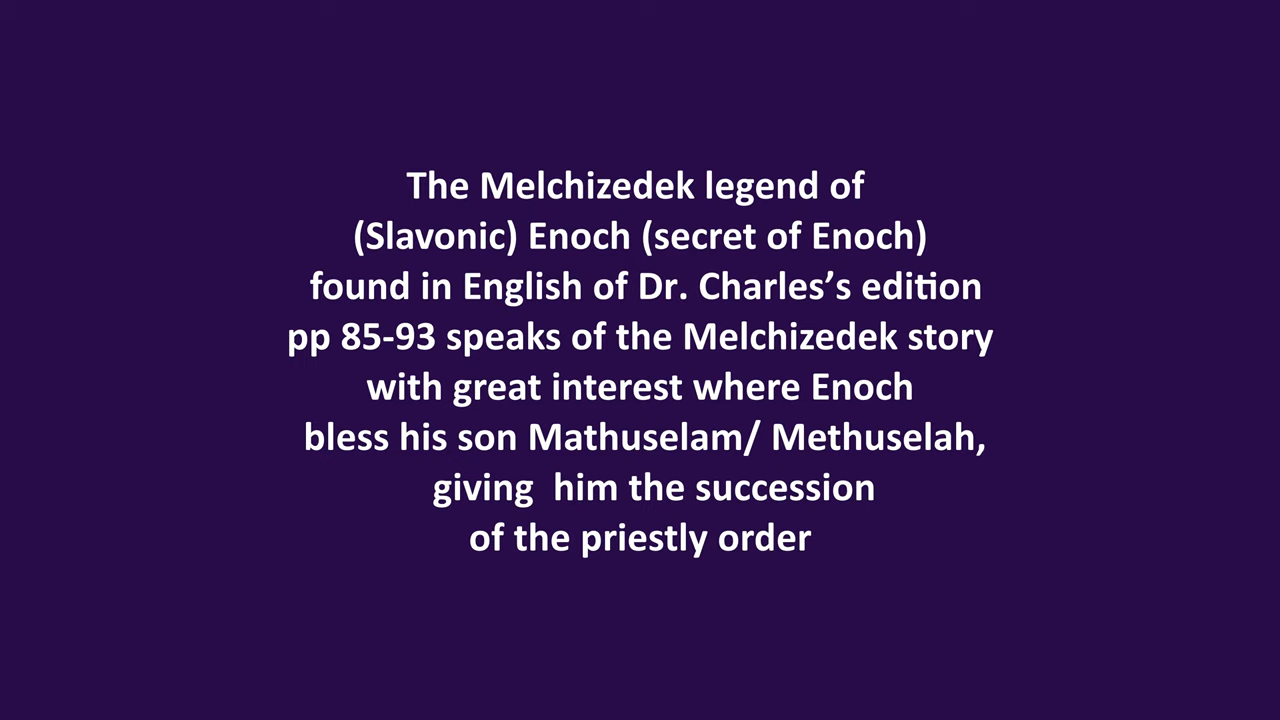 The Melchizedek legend of
(Slavonic) Enoch (secret of Enoch)
found in English of Dr. Charles’s edition
pp 85-93 speaks of the Melchizedek story
with great interest where Enoch
bless his son Mathuselam/ Methuselah,
giving  him the succession
of the priestly order